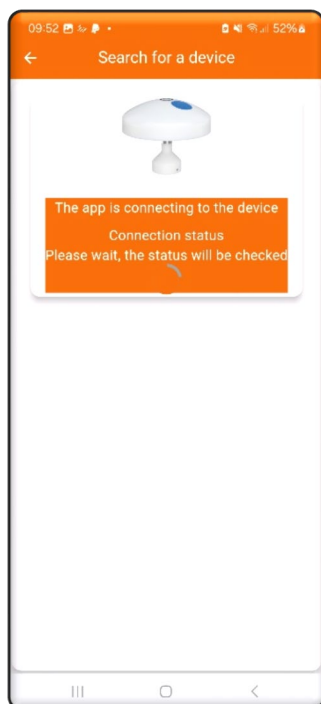 09:52 52%
Search for a device
The app is connecting to the device
Connection status
Please wait, the status will be checked